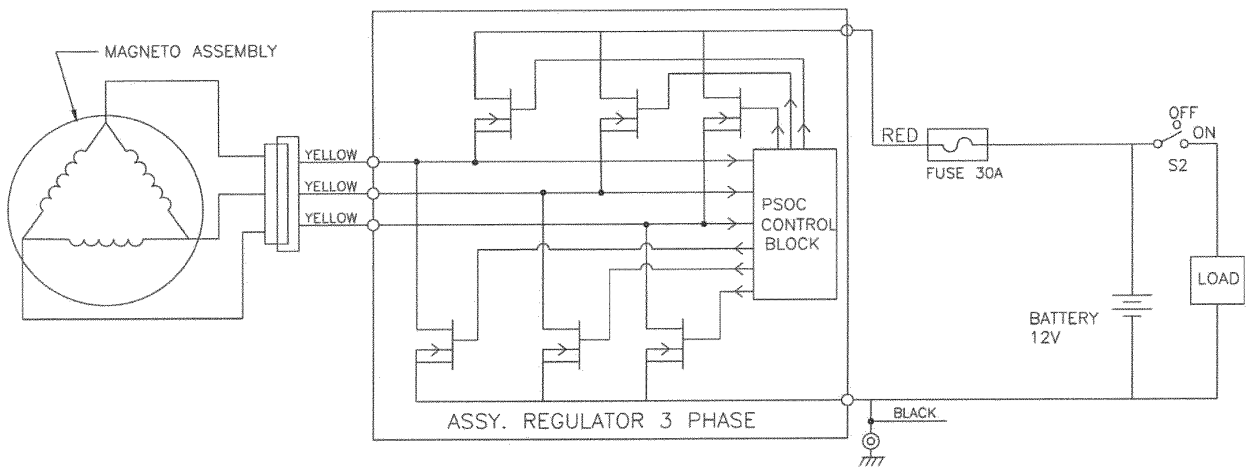 MAGNETO ASSEMBLY
YELLOW
YELLOW
YELLOW
PSOC
CONTROL
BLOCK
ASSY. REGULATOR 3 PHASE
RED
FUSE 30A
OFF
ON
S2
LOAD
BATTERY
12V
BLACK